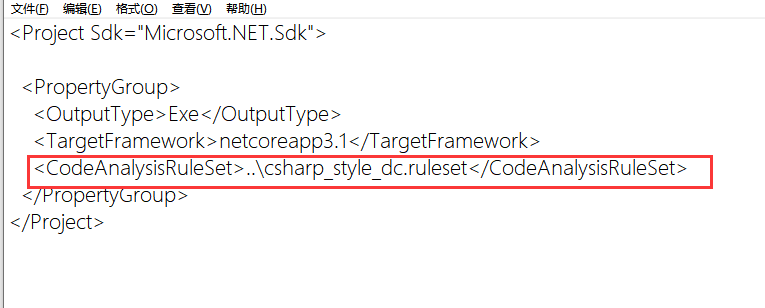 文件(F) 编辑(E) 格式(O) 查看(V) 帮助(H)
<Project Sdk="Microsoft.NET.Sdk">
<PropertyGroup>
<OutputType>Exe</OutputType>
<TargetFramework>netcoreapp3.1</TargetFramework>
<CodeAnalysisRuleSet>..\csharp_style_dc.ruleset</CodeAnalysisRuleSet>
</PropertyGroup>
</Project>